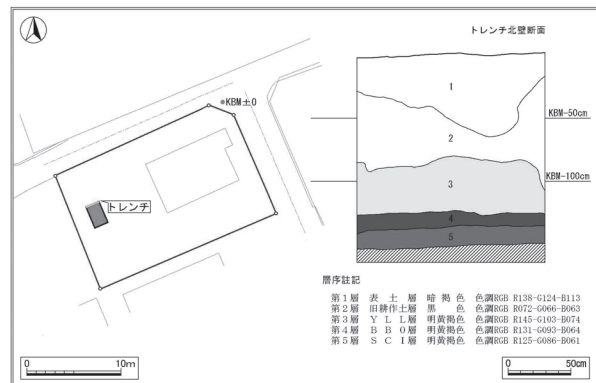 トレンチ北壁断面
KBM±0
トレンチ
1
2
3
4
5
KBM-50cm
KBM-100cm
層序註記
第1層 表土層 暗褐色 色調RGB R138-G124-B113
第2層 旧耕作土層 黒色 色調RGB R072-G066-B063
第3層 YLL層 明黄褐色 色調RGB R145-G103-B074
第4層 BB0層 明黄褐色 色調RGB R131-G093-B064
第5層 SCI層 明黄褐色 色調RGB R125-G086-B061
0 10m
0 50cm